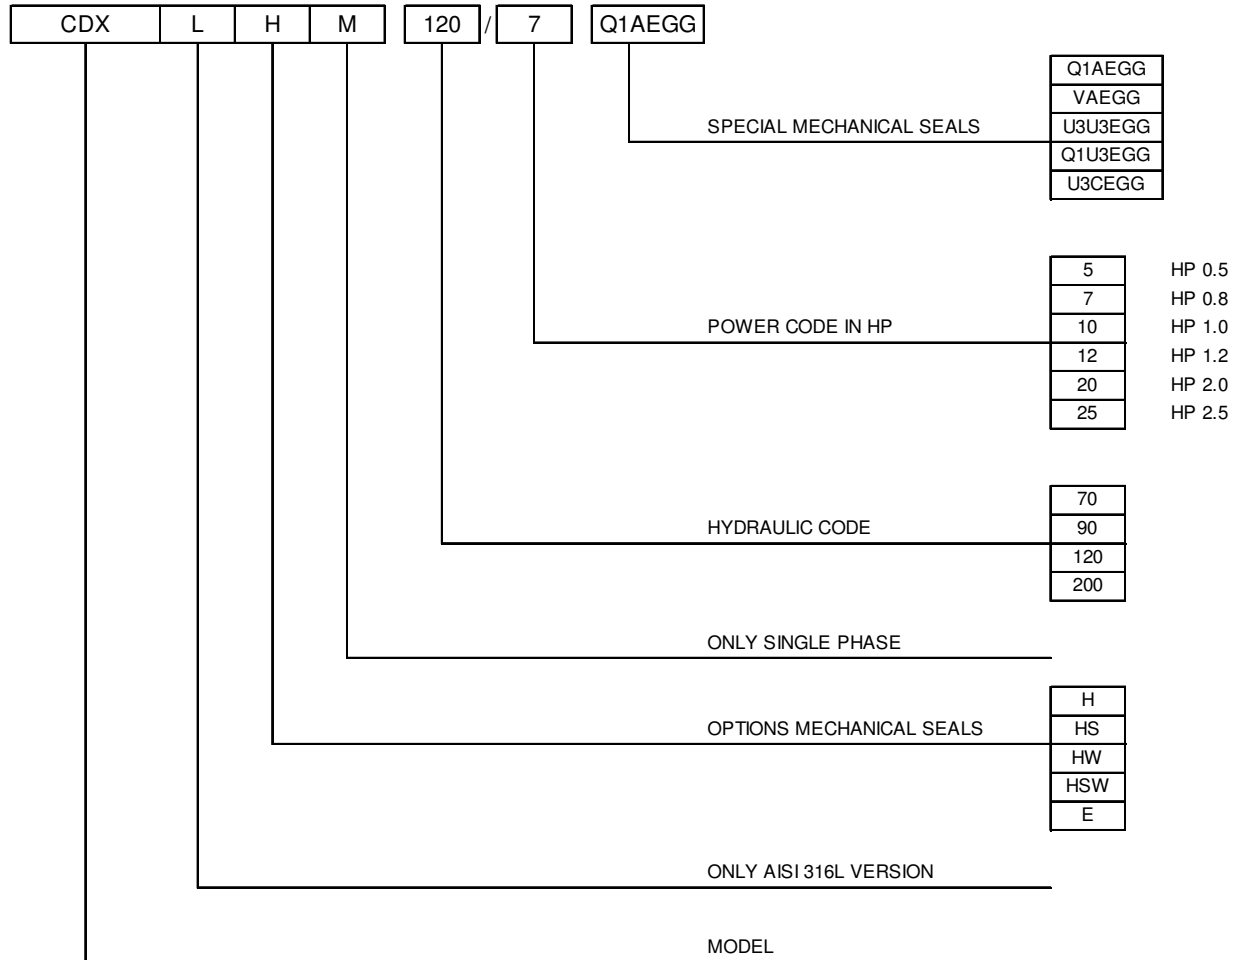 CDX L H M 120 / 7 Q1AEGG
Q1AEGG
VAEGG
SPECIAL MECHANICAL SEALS U3U3EGG
Q1U3EGG
U3CEGG
5 HP 0.5
7 HP 0.8
POWER CODE IN HP 10 HP 1.0
12 HP 1.2
20 HP 2.0
25 HP 2.5
70
HYDRAULIC CODE 90
120
200
ONLY SINGLE PHASE
H
OPTIONS MECHANICAL SEALS HS
HW
HSW
E
ONLY AISI 316L VERSION
MODEL